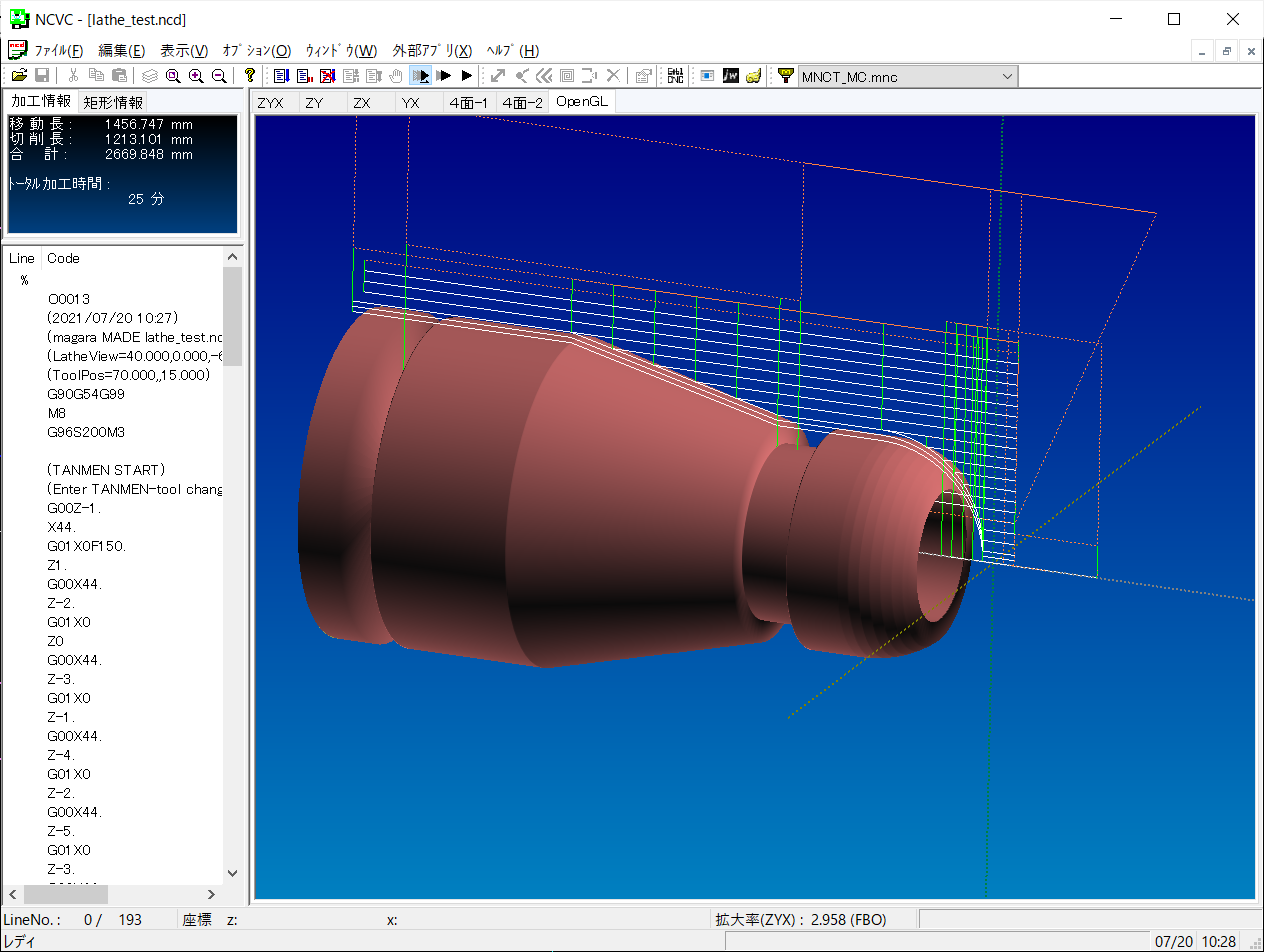 NCVC - [lathe_test.ncd]
ﾌｧｲﾙ(F) 編集(E) 表示(V) ｵﾌﾟｼｮﾝ(O) ｳｨﾝﾄﾞｳ(W) 外部ｱﾌﾟﾘ(X) ﾍﾙﾌﾟ(H)
MNCT_MC.mnc
加工情報 矩形情報
ZYX ZY ZX YX 4面-1 4面-2 OpenGL
移動長: 1456.747 mm
切削長: 1213.101 mm
合 計: 2669.848 mm
ﾄｰﾀﾙ加工時間:
25 分
Line Code
%
O0013
(2021/07/20 10:27)
(magara MADE lathe_test.nc
(LatheView=40.000,0.000,-6
(ToolPos=70.000,,15.000)
G90G54G99
M8
G96S200M3
(TANMEN START)
(Enter TANMEN-tool chang
G00Z-1.
X44.
G01X0F150.
Z1.
G00X44.
Z-2.
G01X0
Z0
G00X44.
Z-3.
G01X0
Z-1.
G00X44.
Z-4.
G01X0
Z-2.
G00X44.
Z-5.
G01X0
Z-3.
LineNo.: 0/ 193 座標 z: x: 拡大率(ZYX): 2.958 (FBO)
レディ 07/20 10:28